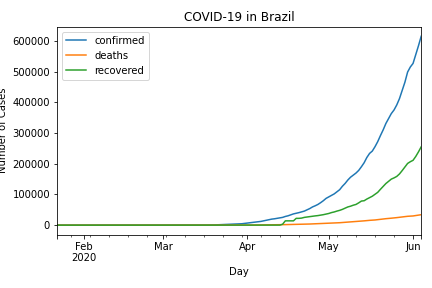 COVID-19 in Brazil
confirmed
deaths
recovered
600000
500000
400000
300000
200000
100000
0
Number of Cases
Feb
2020
Mar
Apr
May
Jun
Day